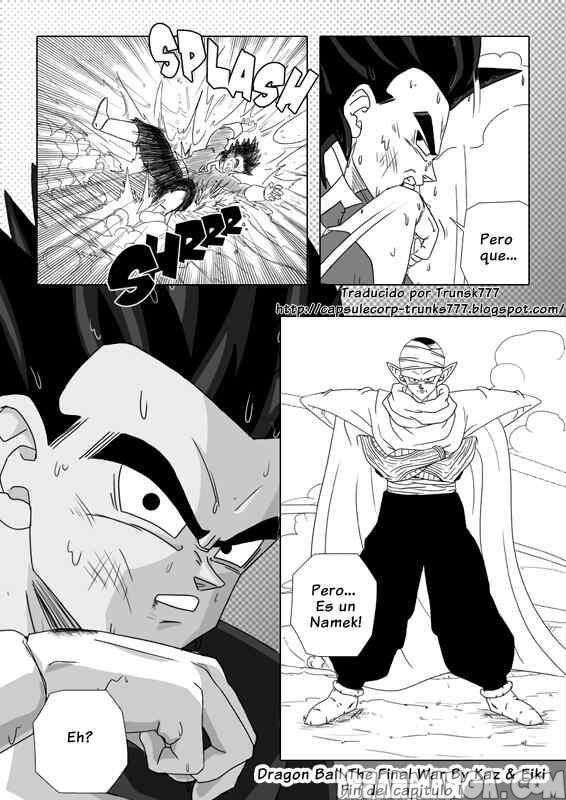 SPLASH
SHRRR
Pero
que...
Traducido por Trunsk777
http://capsulecorp-trunks777.blogspot.com/
Pero...
Es un
Namek!
Eh?
Dragon Ball The Final War By Kaz & Eiki
Fin del capitulo